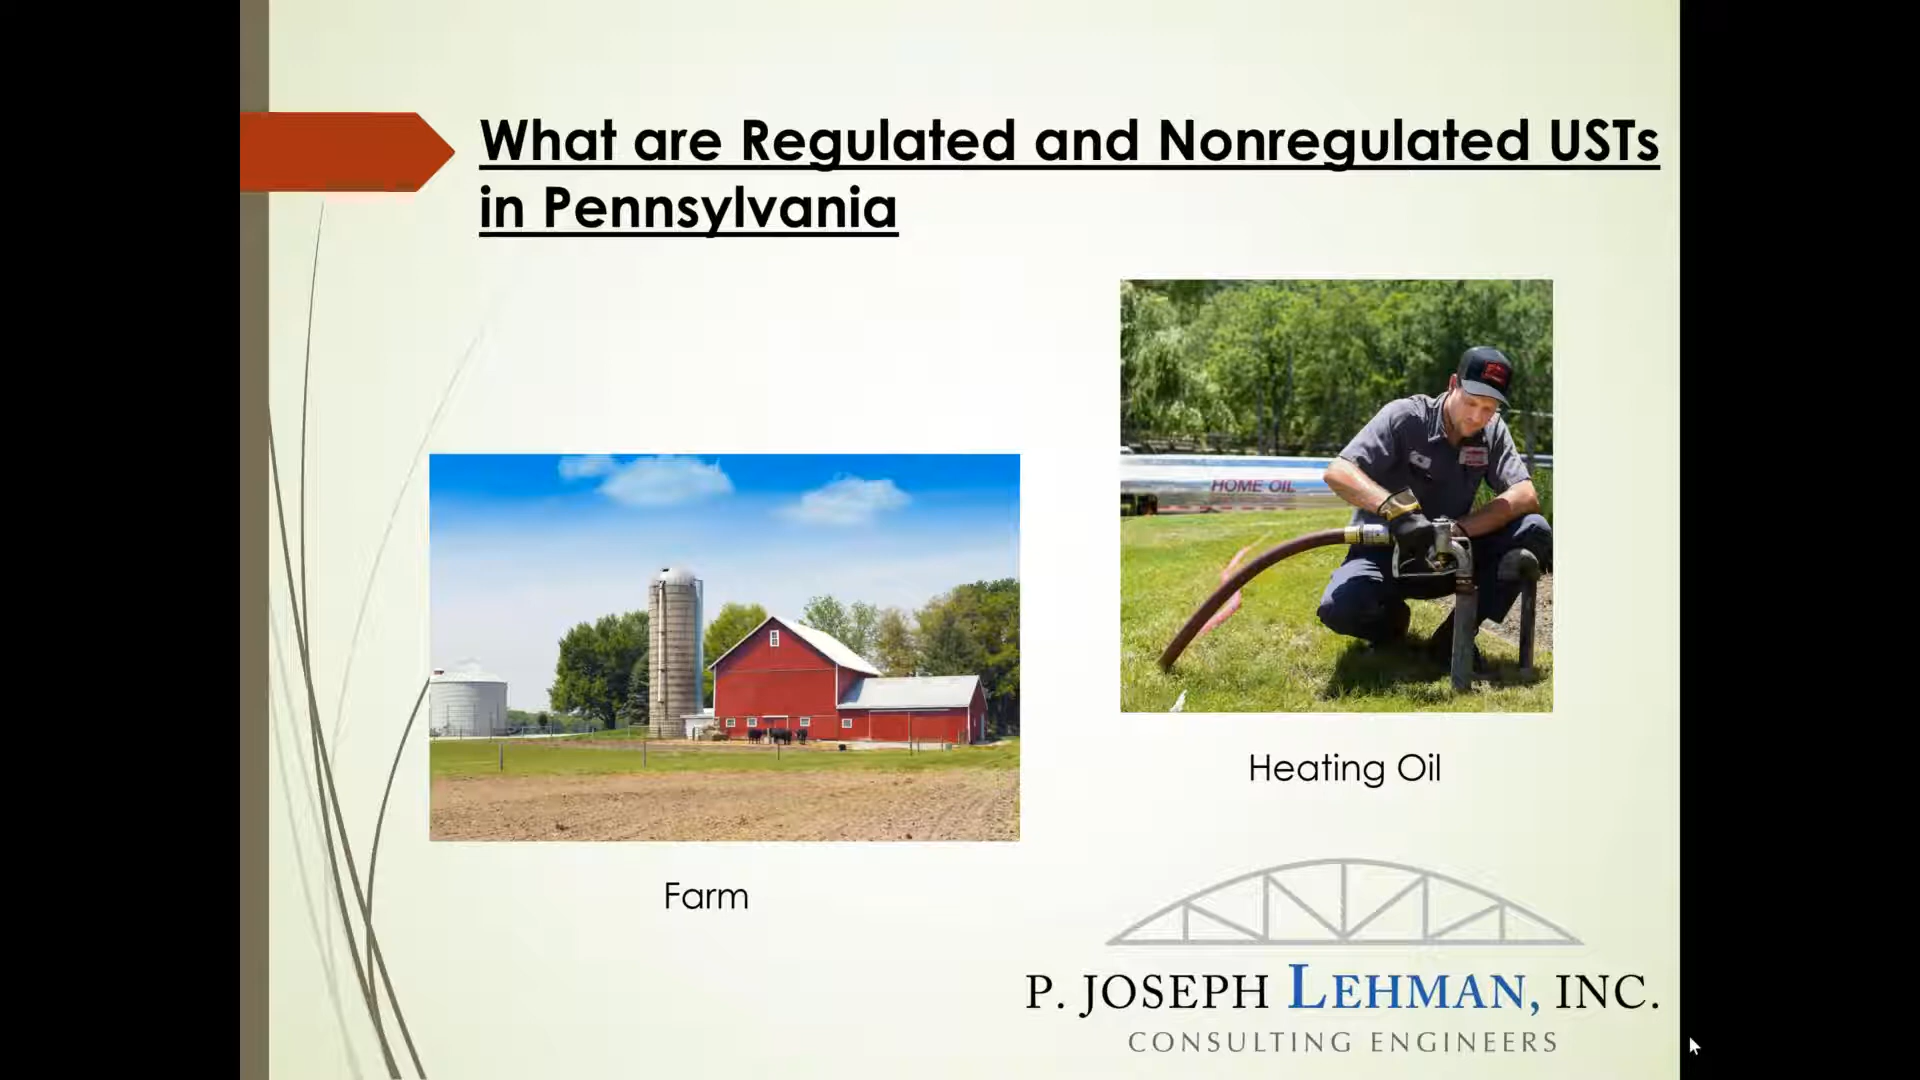 What are Regulated and Nonregulated USTs
in Pennsylvania
HOME OIL
Heating Oil
Farm
P. JOSEPH LEHMAN, INC.
CONSULTING ENGINEERS